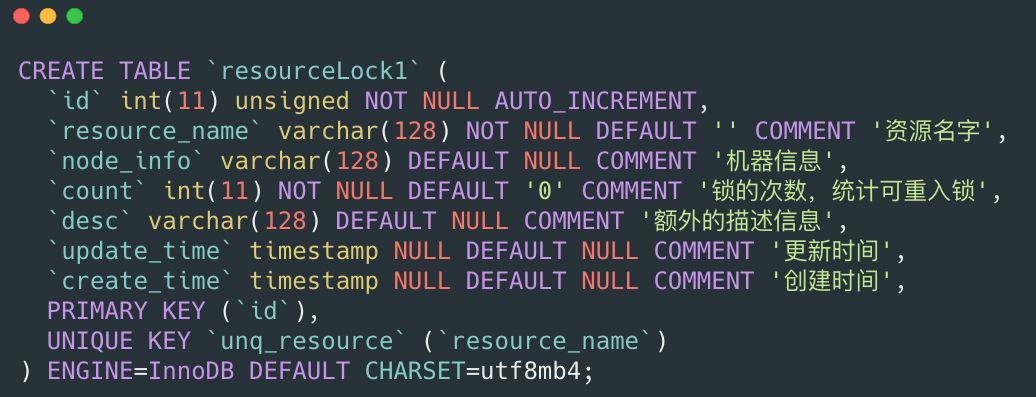 CREATE TABLE `resourceLock1` (
  `id` int(11) unsigned NOT NULL AUTO_INCREMENT,
  `resource_name` varchar(128) NOT NULL DEFAULT '' COMMENT '资源名字',
  `node_info` varchar(128) DEFAULT NULL COMMENT '机器信息',
  `count` int(11) NOT NULL DEFAULT '0' COMMENT '锁的次数，统计可重入锁',
  `desc` varchar(128) DEFAULT NULL COMMENT '额外的描述信息',
  `update_time` timestamp NULL DEFAULT NULL COMMENT '更新时间',
  `create_time` timestamp NULL DEFAULT NULL COMMENT '创建时间',
  PRIMARY KEY (`id`),
  UNIQUE KEY `unq_resource` (`resource_name`)
) ENGINE=InnoDB DEFAULT CHARSET=utf8mb4;